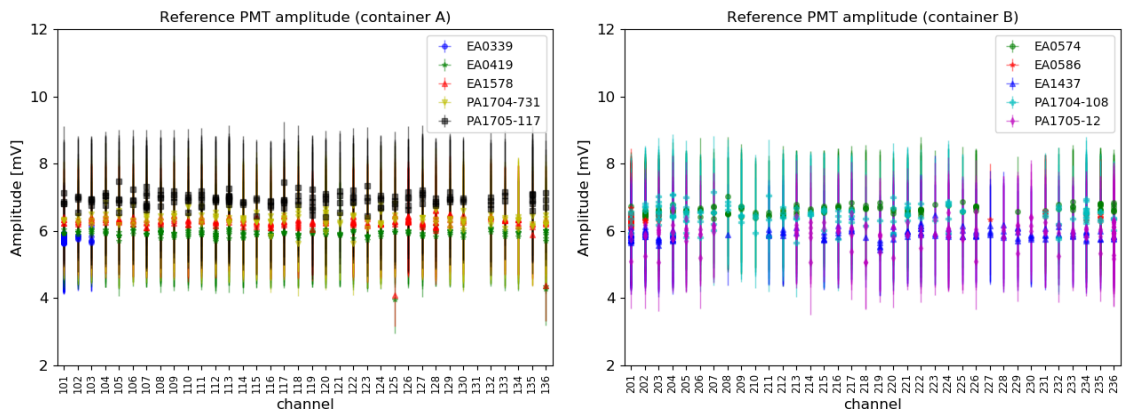 Reference PMT amplitude (container A)
Amplitude [mV]
12
10
8
6
4
2
EA0339
EA0419
EA1578
PA1704-731
PA1705-117
101 102 103 104 105 106 107 108 109 110 111 112 113 114 115 116 117 118 119 120 121 122 123 124 125 126 127 128 129 130 131 132 133 134 135 136
channel
Reference PMT amplitude (container B)
Amplitude [mV]
12
10
8
6
4
2
EA0574
EA0586
EA1437
PA1704-108
PA1705-12
201 202 203 204 205 206 207 208 209 210 211 212 213 214 215 216 217 218 219 220 221 222 223 224 225 226 227 228 229 230 231 232 233 234 235 236
channel